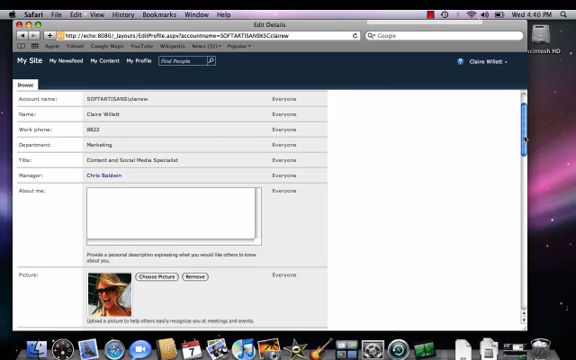 Safari File Edit View History Bookmarks Window Help Wed 4:40 PM
Edit Details
http://echo:8080/_layouts/EditProfile.aspx?accountname=SOFTARTISANS%5Cclairew
Google
Apple Yahoo! Google Maps YouTube Wikipedia News (32) Popular
My Site My Newsfeed My Content My Profile Find People
Claire Willett
Browse
Account name: SOFTARTISANS\clairew Everyone
Name: Claire Willett Everyone
Work phone: 8822 Everyone
Department: Marketing Everyone
Title: Content and Social Media Specialist Everyone
Manager: Chris Baldwin Everyone
About me: Everyone
Provide a personal description expressing what you would like others to know
about you.
Picture: Choose Picture Remove Everyone
Upload a picture to help others easily recognize you at meetings and events.
7